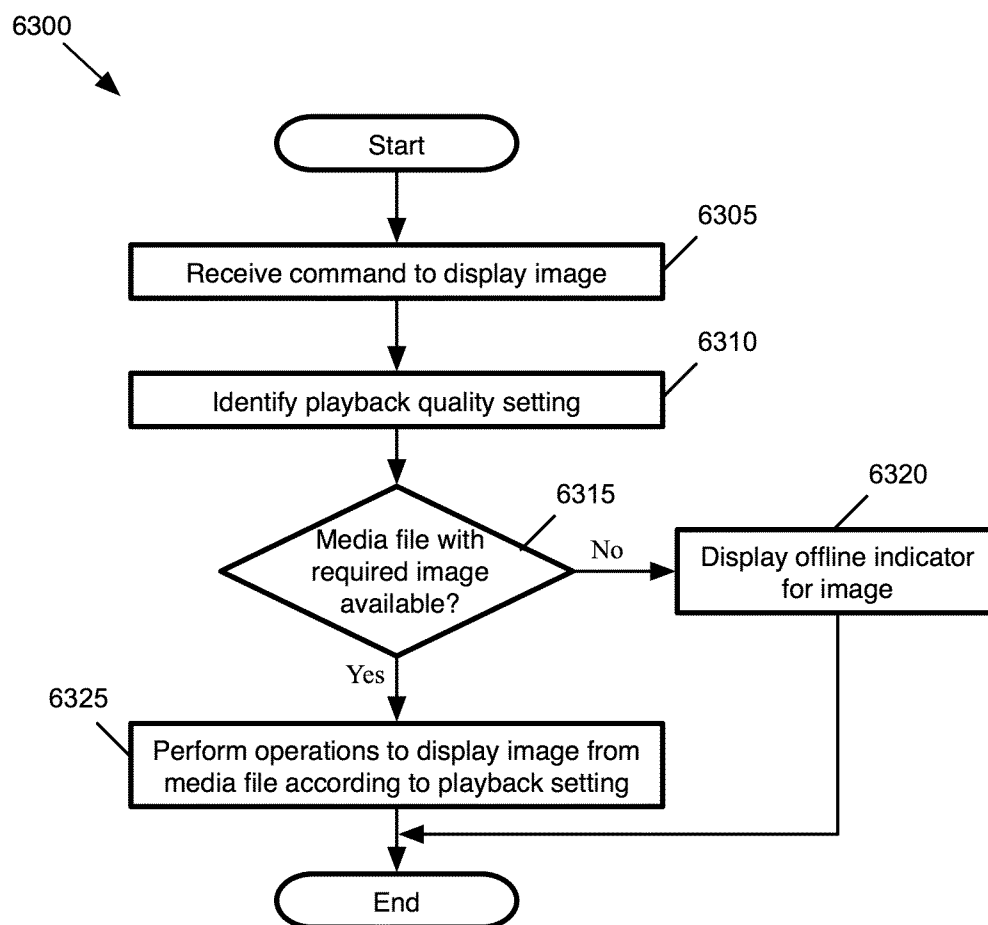 6300
Start
6305
Receive command to display image
6310
Identify playback quality setting
6315
Media file with
required image
available?
No
6320
Display offline indicator
for image
Yes
6325
Perform operations to display image from
media file according to playback setting
End